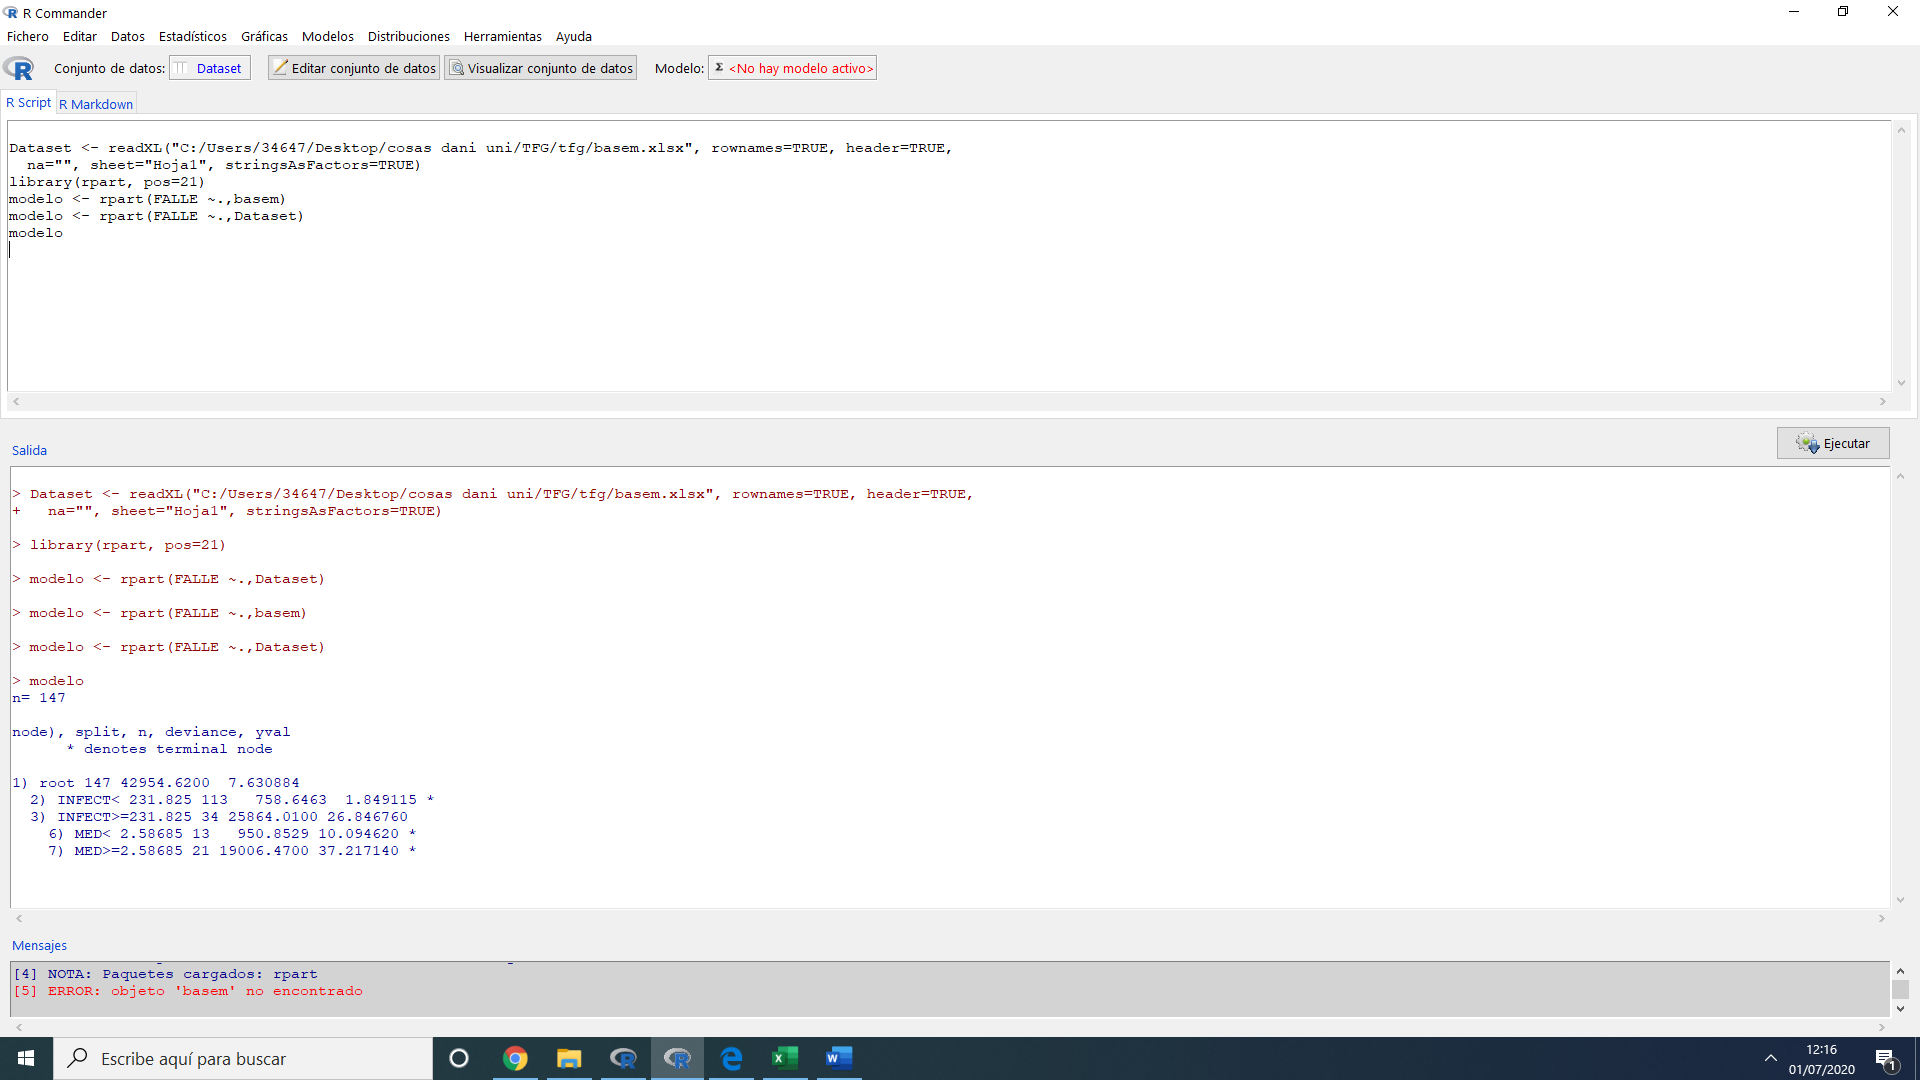 R Commander
Fichero Editar Datos Estadísticos Gráficas Modelos Distribuciones Herramientas Ayuda
R Conjunto de datos: Dataset Editar conjunto de datos Visualizar conjunto de datos Modelo: Σ <No hay modelo activo>
R Script R Markdown
Dataset <- readXL("C:/Users/34647/Desktop/cosas dani uni/TFG/tfg/basem.xlsx", rownames=TRUE, header=TRUE,
  na="", sheet="Hoja1", stringsAsFactors=TRUE)
library(rpart, pos=21)
modelo <- rpart(FALLE ~.,basem)
modelo <- rpart(FALLE ~.,Dataset)
modelo
Salida
Ejecutar
> Dataset <- readXL("C:/Users/34647/Desktop/cosas dani uni/TFG/tfg/basem.xlsx", rownames=TRUE, header=TRUE,
+   na="", sheet="Hoja1", stringsAsFactors=TRUE)
> library(rpart, pos=21)
> modelo <- rpart(FALLE ~.,Dataset)
> modelo <- rpart(FALLE ~.,basem)
> modelo <- rpart(FALLE ~.,Dataset)
> modelo
n= 147
node), split, n, deviance, yval
      * denotes terminal node
1) root 147 42954.6200  7.630884
  2) INFECT< 231.825 113   758.6463  1.849115 *
  3) INFECT>=231.825 34 25864.0100 26.846760
    6) MED< 2.58685 13   950.8529 10.094620 *
    7) MED>=2.58685 21 19006.4700 37.217140 *
Mensajes
[4] NOTA: Paquetes cargados: rpart
[5] ERROR: objeto 'basem' no encontrado
Escribe aquí para buscar
12:16
01/07/2020
1